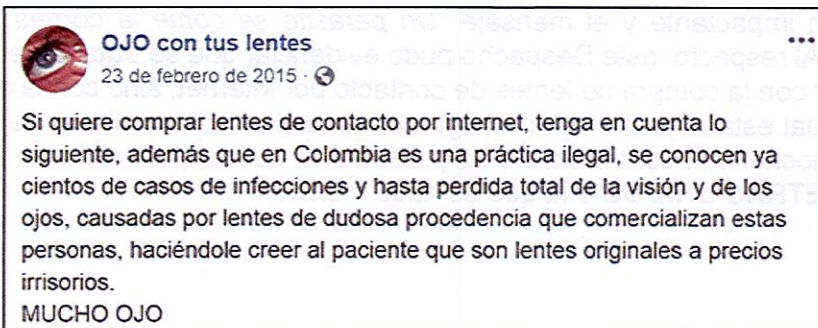 OJO con tus lentes
23 de febrero de 2015 ·
Si quiere comprar lentes de contacto por internet, tenga en cuenta lo
siguiente, además que en Colombia es una práctica ilegal, se conocen ya
cientos de casos de infecciones y hasta perdida total de la visión y de los
ojos, causadas por lentes de dudosa procedencia que comercializan estas
personas, haciéndole creer al paciente que son lentes originales a precios
irrisorios.
MUCHO OJO